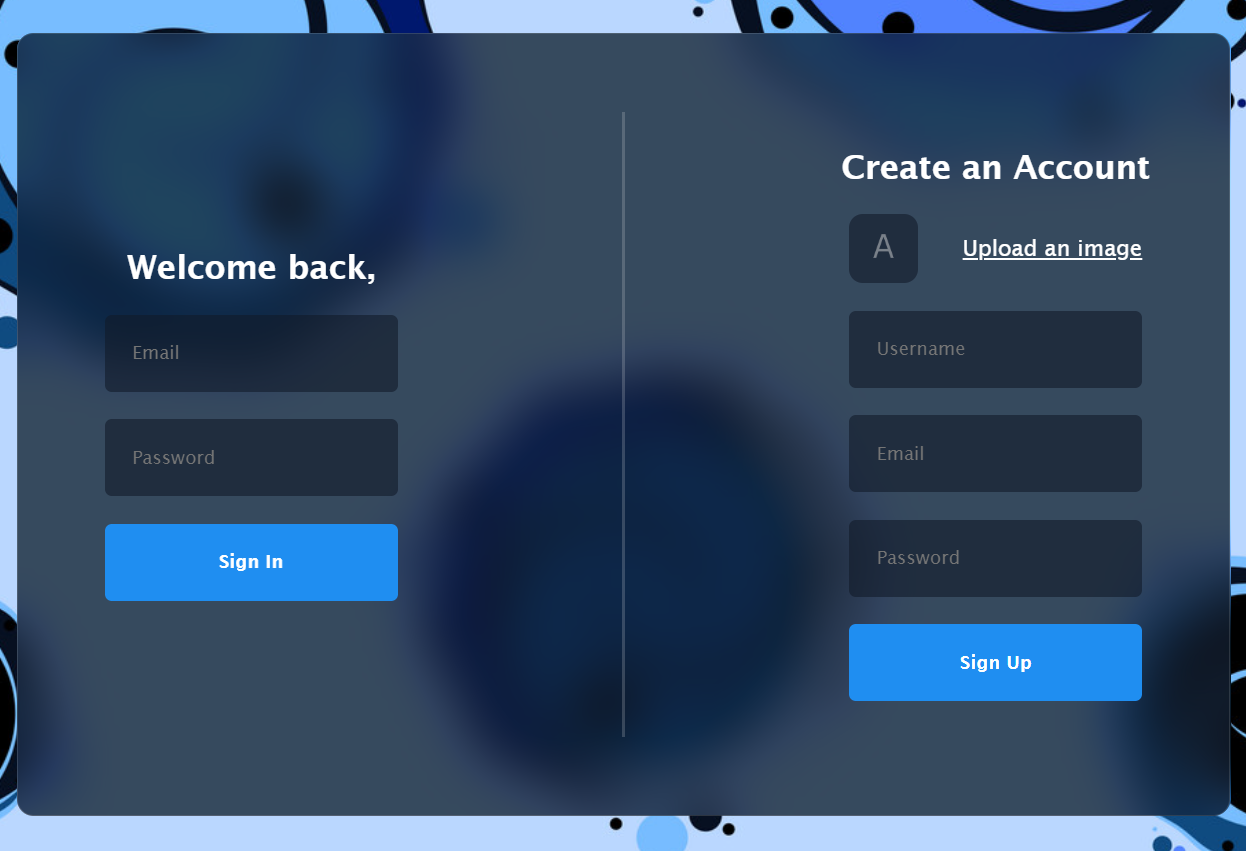 Welcome back,
Email
Password
Sign In
Create an Account
A
Upload an image
Username
Email
Password
Sign Up